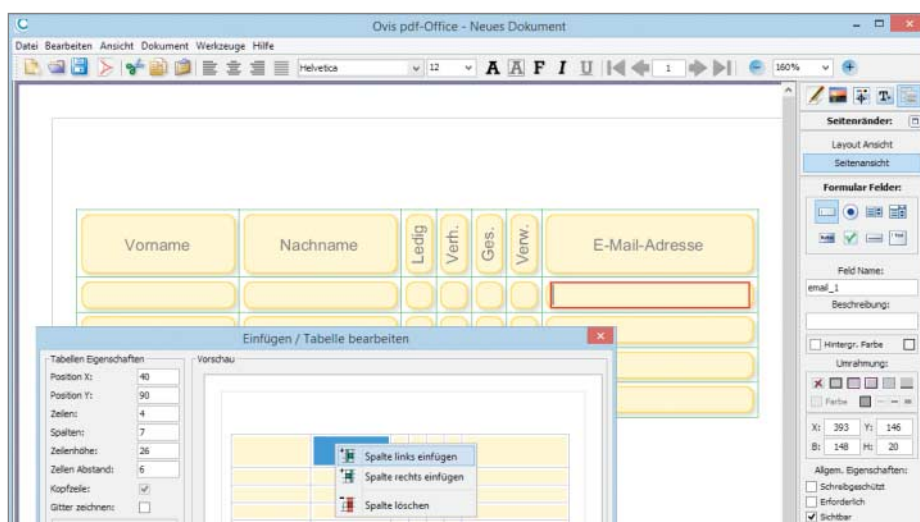 Ovis pdf-Office - Neues Dokument
Datei Bearbeiten Ansicht Dokument Werkzeuge Hilfe
Helvetica 12 A A F I U 1 160%
Seitenränder:
Layout Ansicht
Seitenansicht
Formular Felder:
Vorname Nachname Ledig Verh. Ges. Verw. E-Mail-Adresse
Feld Name:
email_1
Beschreibung:
Hintergr. Farbe
Umrahmung:
Farbe
X: 393 Y: 146
B: 148 H: 20
Allgem. Eigenschaften:
Schreibgeschützt
Erforderlich
Sichtbar
Einfügen / Tabelle bearbeiten
Tabellen Eigenschaften
Vorschau
Position X: 40
Position Y: 90
Zeilen: 4
Spalten: 7
Zeilenhöhe: 26
Zellen Abstand: 6
Kopfzeile:
Gitter zeichnen:
Spalte links einfügen
Spalte rechts einfügen
Spalte löschen